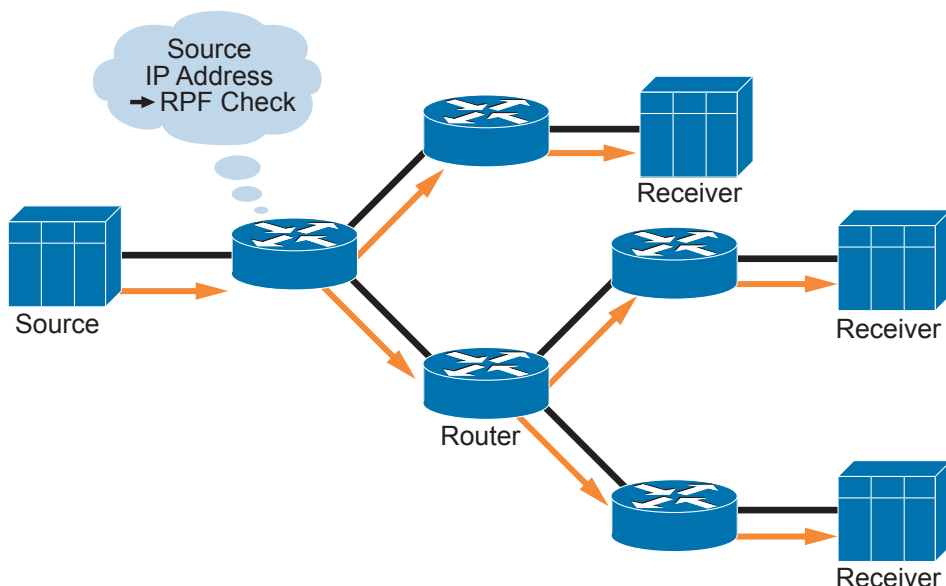 Source
IP Address
→ RPF Check
Receiver
Source
Receiver
Router
Receiver